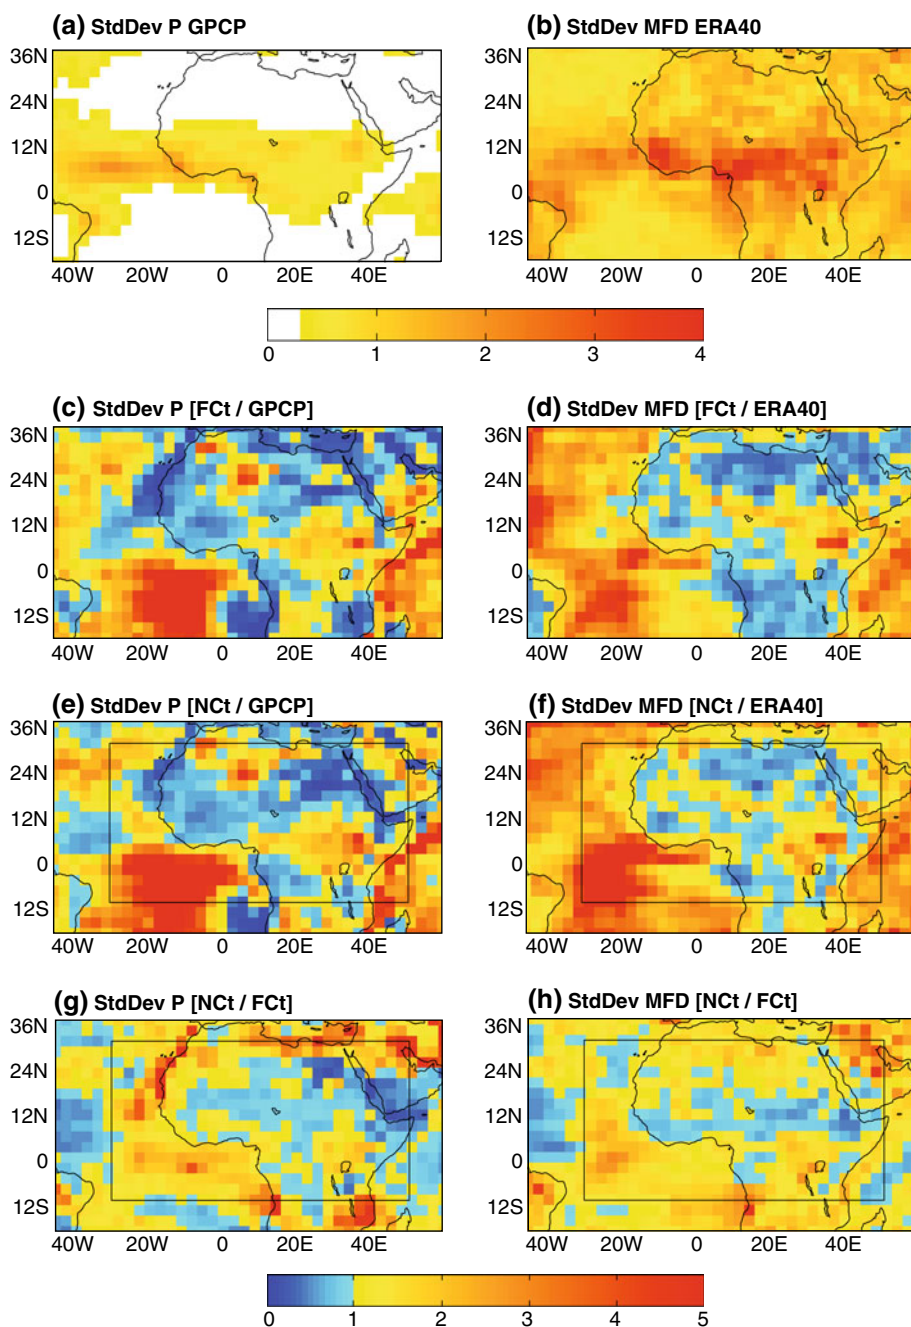 (a) StdDev P GPCP
(b) StdDev MFD ERA40
36N
24N
12N
0
12S
40W 20W 0 20E 40E
36N
24N
12N
0
12S
40W 20W 0 20E 40E
0 1 2 3 4
(c) StdDev P [FCt / GPCP]
(d) StdDev MFD [FCt / ERA40]
36N
24N
12N
0
12S
40W 20W 0 20E 40E
36N
24N
12N
0
12S
40W 20W 0 20E 40E
(e) StdDev P [NCt / GPCP]
(f) StdDev MFD [NCt / ERA40]
36N
24N
12N
0
12S
40W 20W 0 20E 40E
36N
24N
12N
0
12S
40W 20W 0 20E 40E
(g) StdDev P [NCt / FCt]
(h) StdDev MFD [NCt / FCt]
36N
24N
12N
0
12S
40W 20W 0 20E 40E
36N
24N
12N
0
12S
40W 20W 0 20E 40E
0 1 2 3 4 5